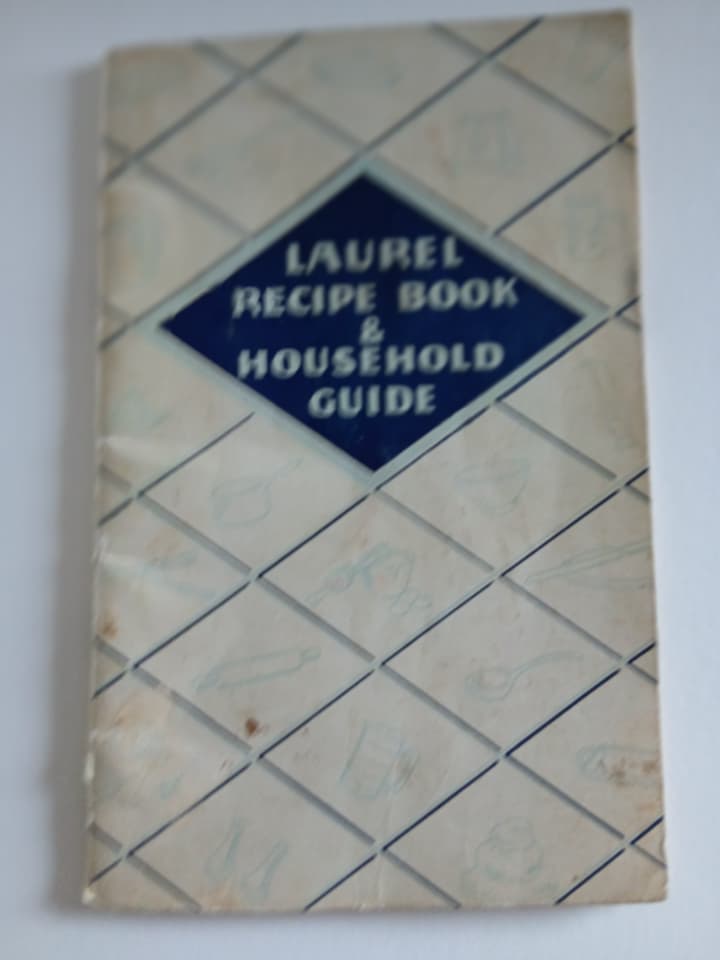 LAUREL
RECIPE BOOK
&
HOUSEHOLD
GUIDE